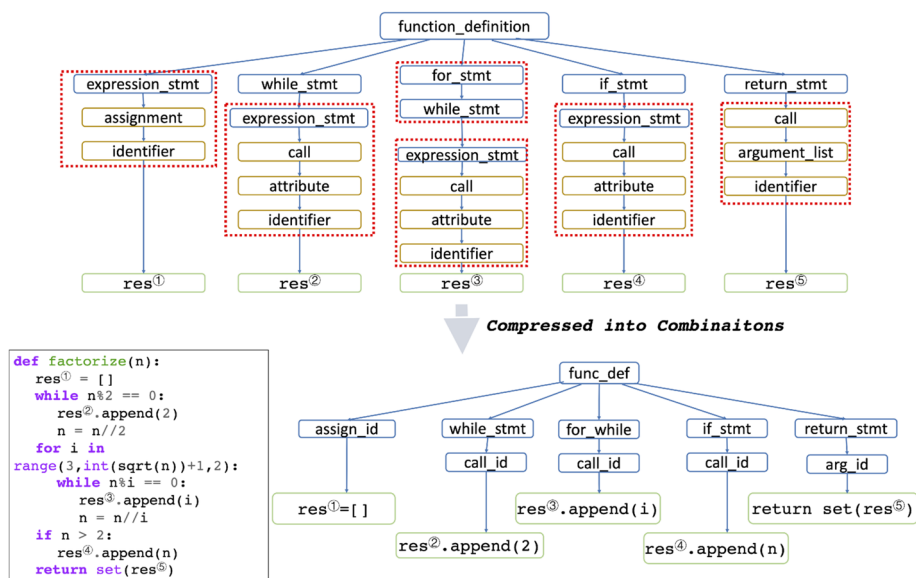 function_definition
expression_stmt while_stmt for_stmt if_stmt return_stmt
assignment expression_stmt while_stmt expression_stmt call
identifier call expression_stmt call argument_list
attribute call attribute identifier
identifier attribute identifier
identifier
res① res② res③ res④ res⑤
Compressed into Combinaitons
def factorize(n):
res① = []
while n%2 == 0:
res②.append(2)
n = n//2
for i in
range(3,int(sqrt(n))+1,2):
while n%i == 0:
res③.append(i)
n = n//i
if n > 2:
res④.append(n)
return set(res⑤)
func_def
assign_id while_stmt for_while if_stmt return_stmt
call_id call_id call_id arg_id
res①=[] res③.append(i) return set(res⑤)
res②.append(2) res④.append(n)